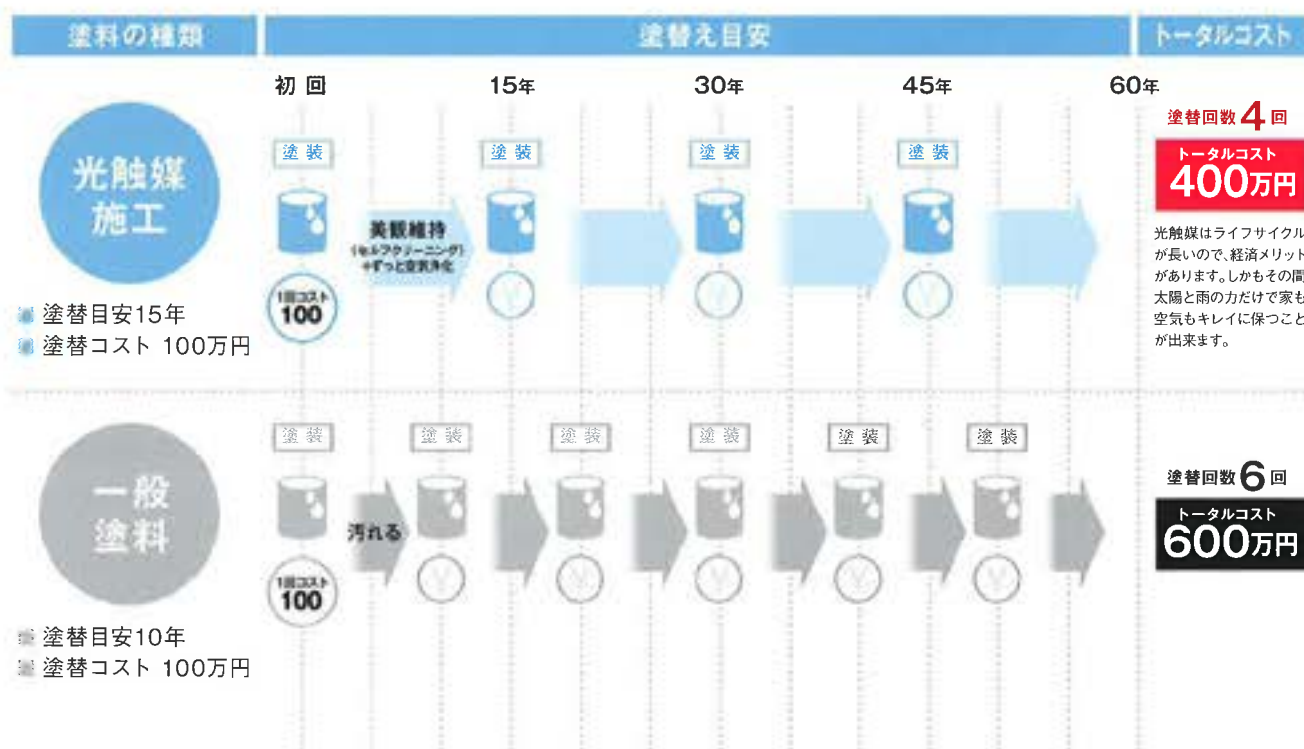 塗料の種類
塗替え目安
トータルコスト
初回
15年
30年
45年
60年
光触媒
施工
塗替目安15年
塗替コスト 100万円
塗装
塗装
塗装
塗装
1回コスト
100
美観維持
(セルフクリーニング)
+ずっと空気浄化
¥
¥
¥
塗替回数4回
トータルコスト
400万円
光触媒はライフサイクル
が長いので、経済メリット
があります。しかもその間
太陽と雨の力だけで家も
空気もキレイに保つこと
が出来ます。
一般
塗料
塗替目安10年
塗替コスト 100万円
塗装
塗装
塗装
塗装
塗装
塗装
汚れる
1回コスト
100
¥
¥
¥
¥
¥
塗替回数6回
トータルコスト
600万円